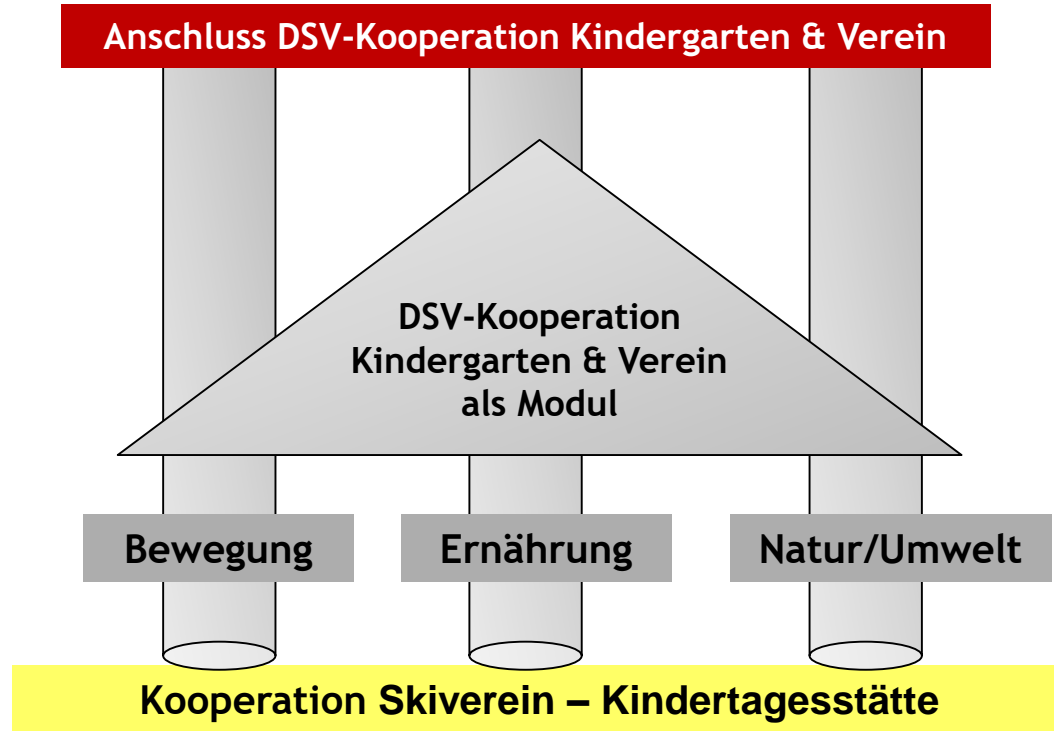 Anschluss DSV-Kooperation Kindergarten & Verein
DSV-Kooperation
Kindergarten & Verein
als Modul
Bewegung
Ernährung
Natur/Umwelt
Kooperation Skiverein – Kindertagesstätte